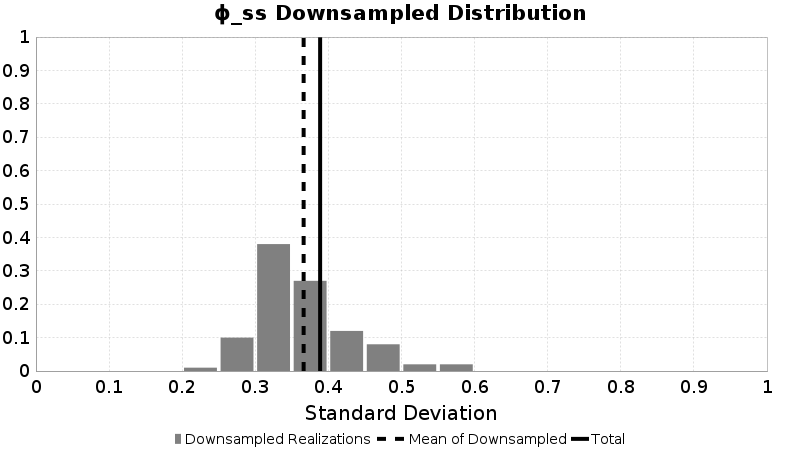 ϕ_ss Downsampled Distribution
1
0.9
0.8
0.7
0.6
0.5
0.4
0.3
0.2
0.1
0
0 0.1 0.2 0.3 0.4 0.5 0.6 0.7 0.8 0.9 1
Standard Deviation
Downsampled Realizations Mean of Downsampled Total